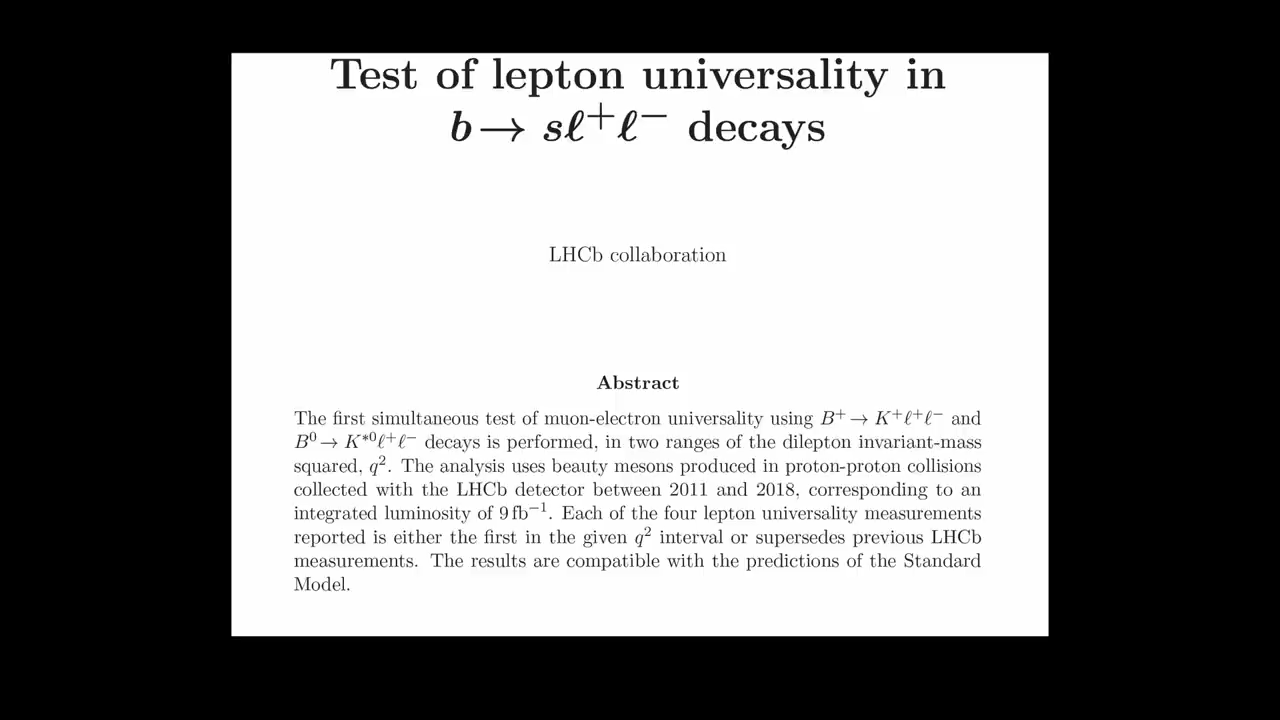 Test of lepton universality in
b → sℓ⁺ℓ⁻ decays
LHCb collaboration
Abstract
The first simultaneous test of muon-electron universality using B⁺ → K⁺ℓ⁺ℓ⁻ and
B⁰ → K*⁰ℓ⁺ℓ⁻ decays is performed, in two ranges of the dilepton invariant-mass
squared, q². The analysis uses beauty mesons produced in proton-proton collisions
collected with the LHCb detector between 2011 and 2018, corresponding to an
integrated luminosity of 9 fb⁻¹. Each of the four lepton universality measurements
reported is either the first in the given q² interval or supersedes previous LHCb
measurements. The results are compatible with the predictions of the Standard
Model.